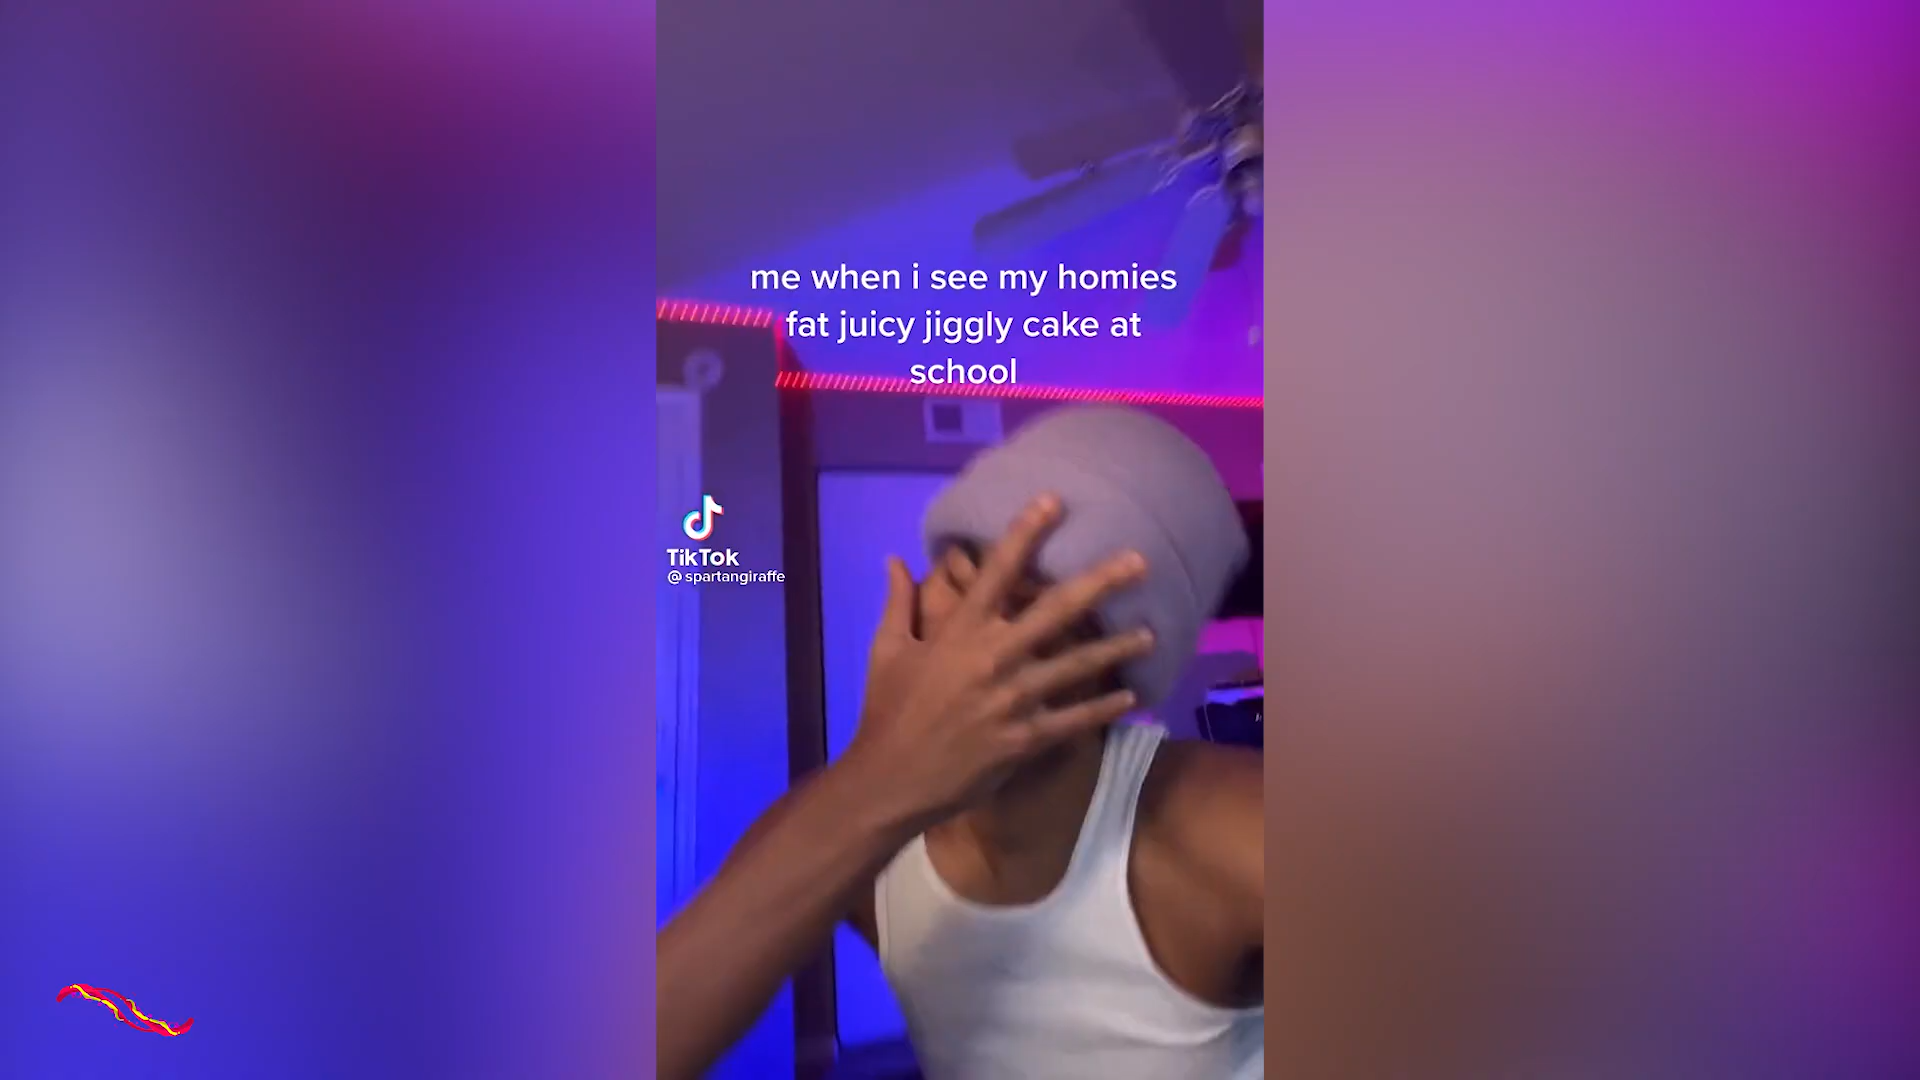 me when i see my homies
fat juicy jiggly cake at
school
TikTok
@spartangiraffe